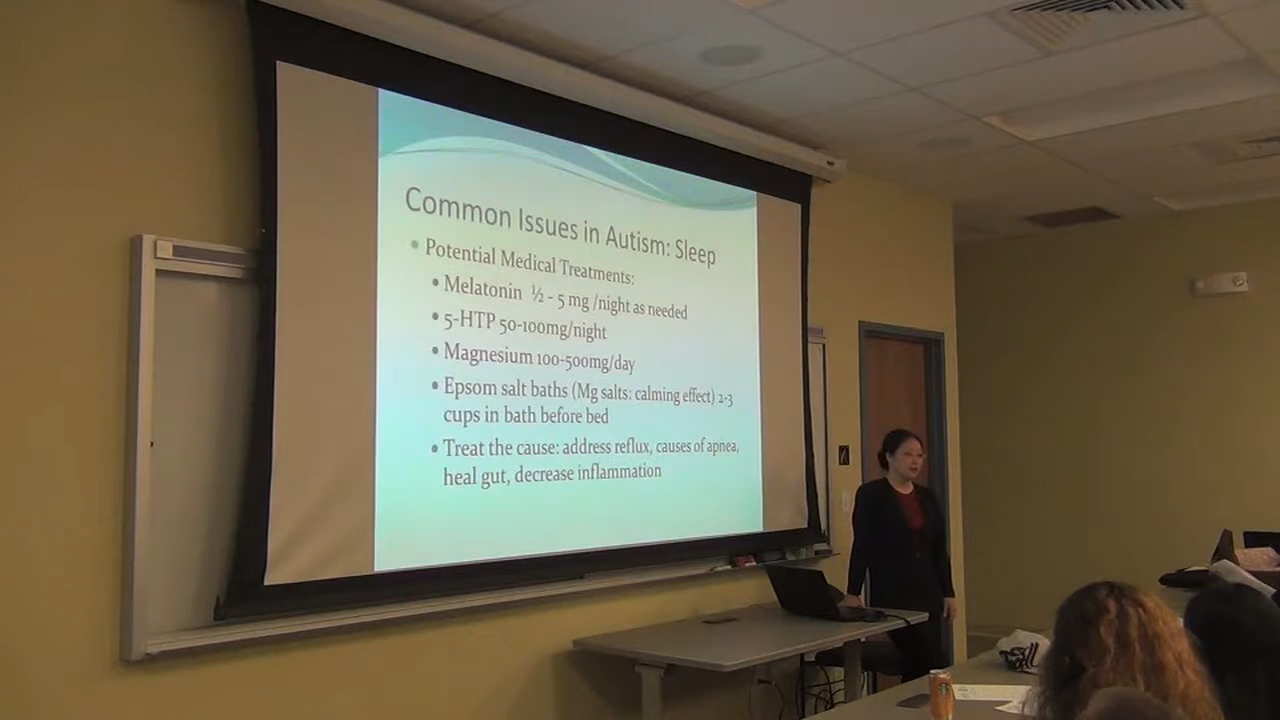 Common Issues in Autism: Sleep
• Potential Medical Treatments:
• Melatonin ½ - 5 mg /night as needed
• 5-HTP 50-100mg/night
• Magnesium 100-500mg/day
• Epsom salt baths (Mg salts: calming effect) 2-3
cups in bath before bed
• Treat the cause: address reflux, causes of apnea,
heal gut, decrease inflammation